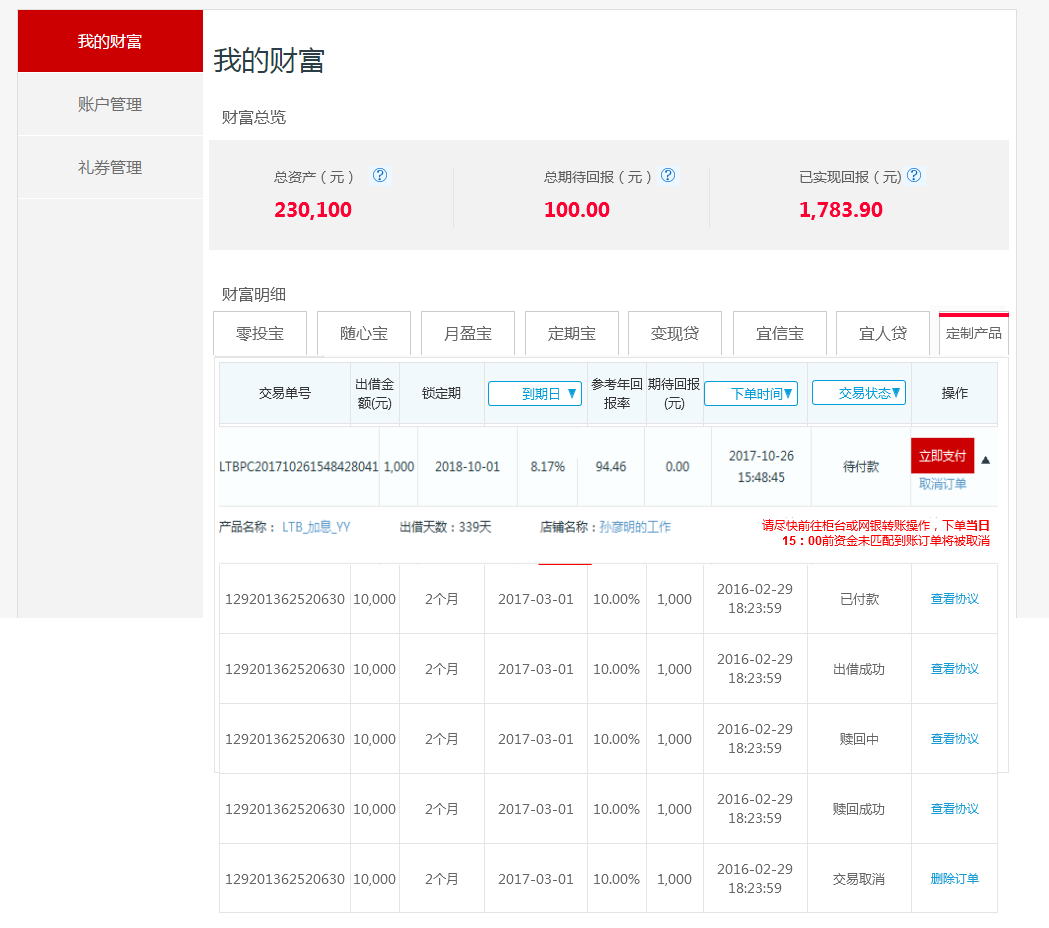 我的财富
账户管理
礼券管理
我的财富
财富总览
总资产（元） ? 总期待回报（元） ? 已实现回报（元） ?
230,100 100.00 1,783.90
财富明细
零投宝 随心宝 月盈宝 定期宝 变现贷 宜信宝 宜人贷 定制产品
交易单号 出借金额(元) 锁定期 到期日▼ 参考年回报率 期待回报(元) 下单时间▼ 交易状态▼ 操作
LTBPC201710261548428041 1,000 2018-10-01 8.17% 94.46 0.00 2017-10-26 15:48:45 待付款 立即支付 ▲
取消订单
产品名称： LTB_加息_YY 出借天数：339天 店铺名称：孙彦明的工作 请尽快前往柜台或网银转账操作，下单当日
15：00前资金未匹配到账订单将被取消
129201362520630 10,000 2个月 2017-03-01 10.00% 1,000 2016-02-29 18:23:59 已付款 查看协议
129201362520630 10,000 2个月 2017-03-01 10.00% 1,000 2016-02-29 18:23:59 出借成功 查看协议
129201362520630 10,000 2个月 2017-03-01 10.00% 1,000 2016-02-29 18:23:59 赎回中 查看协议
129201362520630 10,000 2个月 2017-03-01 10.00% 1,000 2016-02-29 18:23:59 赎回成功 查看协议
129201362520630 10,000 2个月 2017-03-01 10.00% 1,000 2016-02-29 18:23:59 交易取消 删除订单